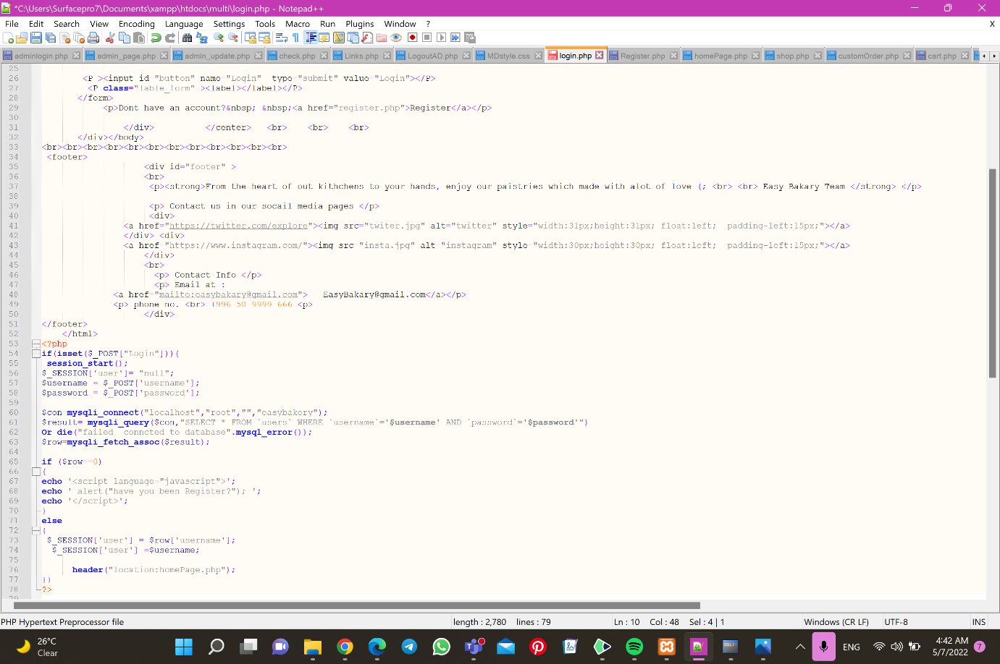 *C:\Users\Surfacepro7\Documents\xampp\htdocs\multi\login.php - Notepad++
File Edit Search View Encoding Language Settings Tools Macro Run Plugins Window ? X
adminlogin.php admin_page.php admin_update.php check.php Links.php LogoutAD.php MDstyle.css login.php Register.php homePage.php shop.php customOrder.php cart.php
25
26 <P ><input id="button" name="Login" type="submit" value="Login"></P>
27 <P class="lable_form" ><label></label></P>
28 </form>
29 <p>Dont have an account?&nbsp; &nbsp;<a href="register.php">Register</a></p>
30
31 </div> </center> <br> <br> <br>
32 </div></body>
33 <br><br><br><br><br><br><br><br><br><br><br><br>
34 <footer>
35 <div id="footer" >
36 <br>
37 <p><strong>From the heart of out kithchens to your hands, enjoy our paistries which made with alot of love (; <br> <br> Easy Bakary Team </strong> </p>
38
39 <p> Contact us in our socail media pages </p>
40 <div>
41 <a href="https://twitter.com/explore"><img src="twiter.jpg" alt="twitter" style="width:31px;height:31px; float:left; padding-left:15px;"></a>
42 </div> <div>
43 <a href="https://www.instagram.com/"><img src="insta.jpg" alt="instagram" style="width:30px;height:30px; float:left; padding-left:15px;"></a>
44 </div>
45 <br>
46 <p> Contact Info </p>
47 <p> Email at :
48 <a href="mailto:easybakary@gmail.com"> EasyBakary@gmail.com</a></p>
49 <p> phone no. <br> +996 50 9999 666 <p>
50 </div>
51 </footer>
52 </html>
53 <?php
54 if(isset($_POST["Login"])){
55 session_start();
56 $_SESSION['user']= "null";
57 $username = $_POST['username'];
58 $password = $_POST['password'];
59
60 $con=mysqli_connect("localhost","root","","easybakery");
61 $result= mysqli_query($con,"SELECT * FROM `users` WHERE `username`='$username' AND `password`='$password'")
62 Or die("failed conncted to database".mysql_error());
63 $row=mysqli_fetch_assoc($result);
64
65 if ($row==0)
66 {
67 echo '<script language="javascript">';
68 echo ' alert("have you been Register?"); ';
69 echo '</script>';
70 }
71 else
72 {
73 $_SESSION['user'] = $row['username'];
74 $_SESSION['user'] =$username;
75
76 header("location:homePage.php");
77 }}
78 ?>
79
PHP Hypertext Preprocessor file length : 2,780 lines : 79 Ln : 10 Col : 48 Sel : 4 | 1 Windows (CR LF) UTF-8 INS
26°C
Clear
ENG
4:42 AM
5/7/2022
7